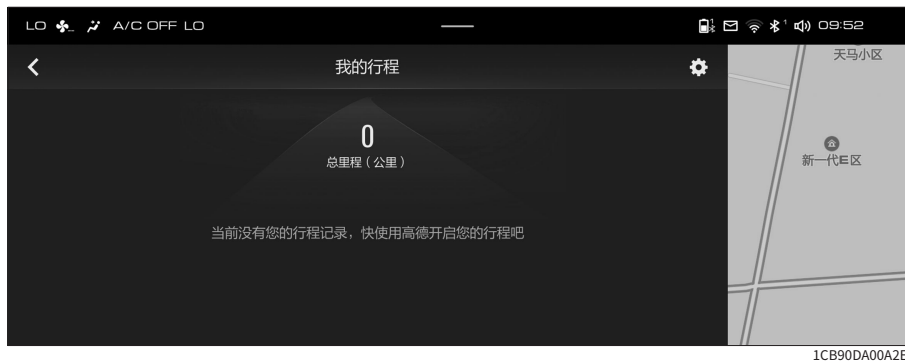 LO A/C OFF LO 1 1 09:52
我的行程
天马小区
0
总里程（公里）
新一代E区
当前没有您的行程记录，快使用高德开启您的行程吧
1CB90DA00A2E